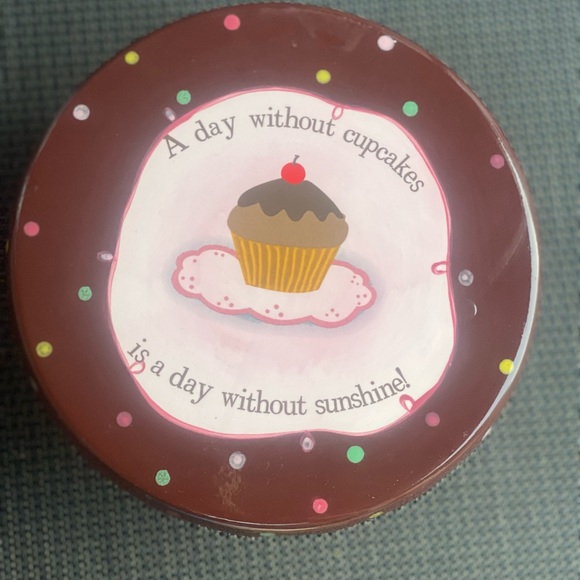 A day without cupcakes
is a day without sunshine!